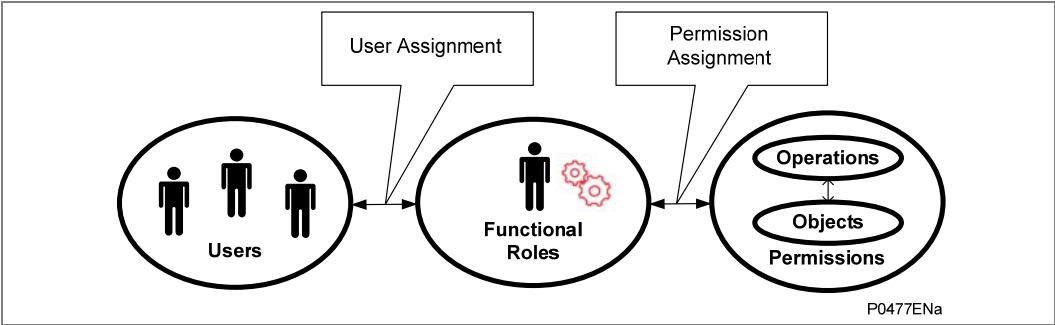 User Assignment
Permission
Assignment
Users
Functional
Roles
Operations
Objects
Permissions
P0477ENa